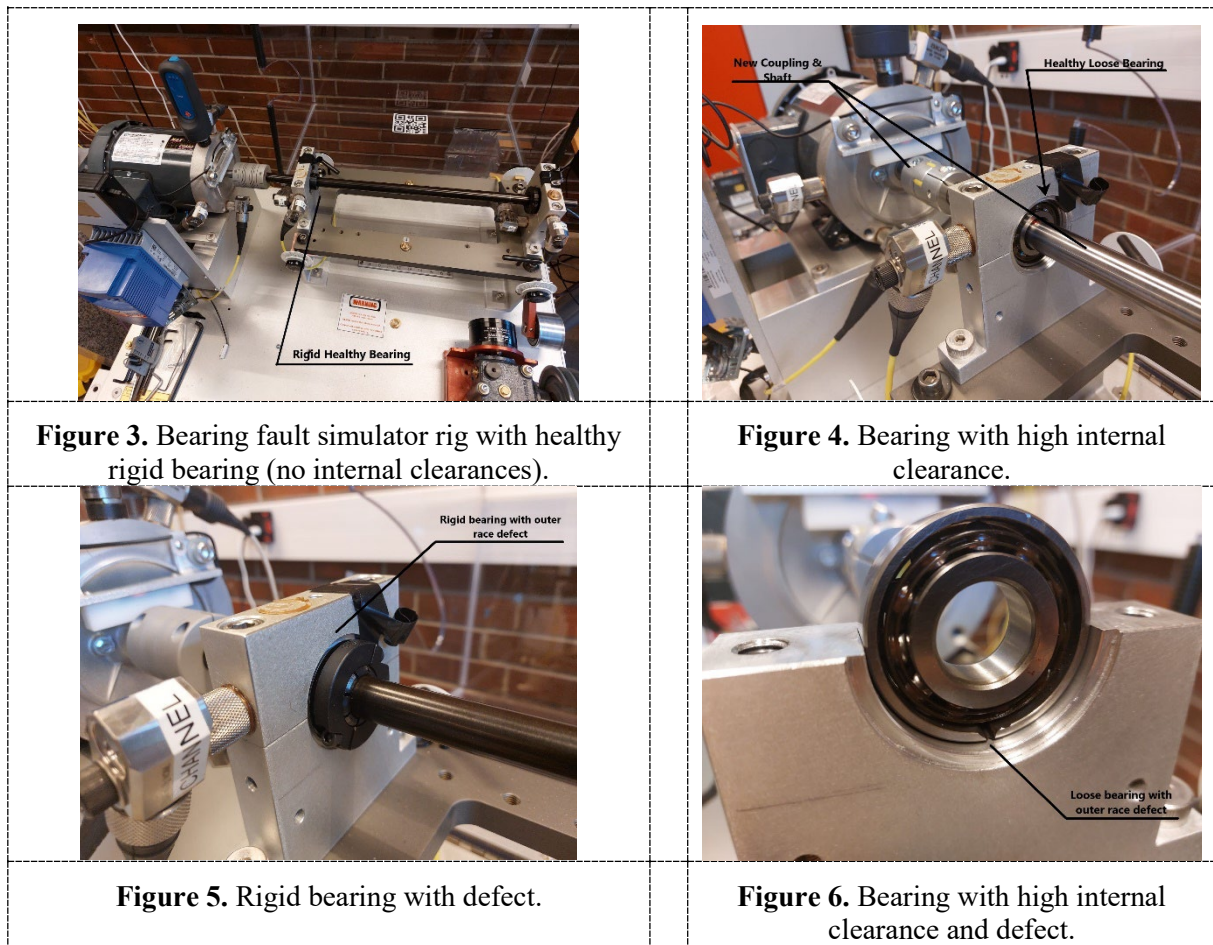 Rigid Healthy Bearing
WARNING
New Coupling &
Shaft
Healthy Loose Bearing
CHANNEL
CHANNEL
Figure 3. Bearing fault simulator rig with healthy
rigid bearing (no internal clearances).
Figure 4. Bearing with high internal
clearance.
Rigid bearing with outer
race defect
CHANNEL
Loose bearing with
outer race defect
Figure 5. Rigid bearing with defect.
Figure 6. Bearing with high internal
clearance and defect.